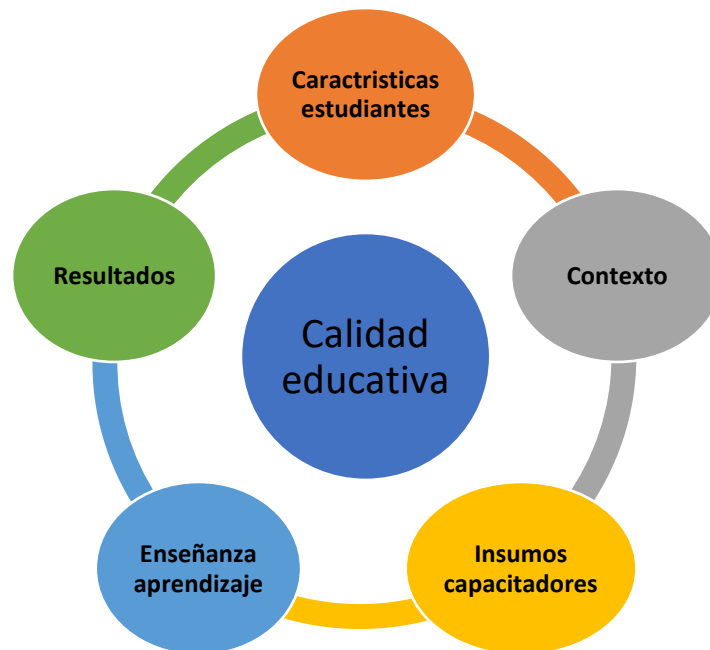 Caractristicas
estudiantes
Resultados
Contexto
Calidad
educativa
Enseñanza
aprendizaje
Insumos
capacitadores